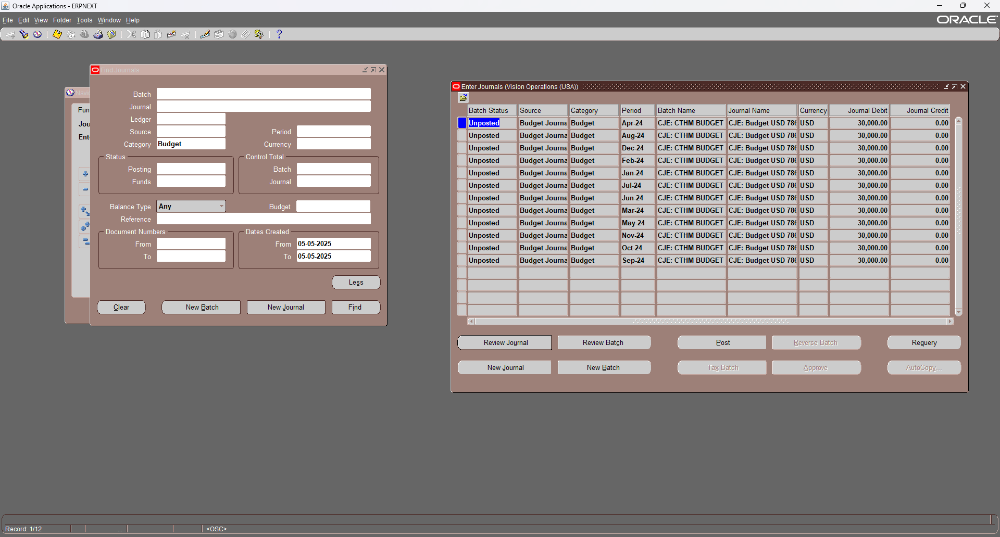 Oracle Applications - ERPNEXT
File Edit View Folder Tools Window Help
ORACLE
Find Journals
Batch
Journal
Ledger
Source
Period
Category Budget
Currency
Status
Posting
Funds
Control Total
Batch
Journal
Balance Type Any
Budget
Reference
Document Numbers
From
To
Dates Created
From 05-05-2025
To 05-05-2025
Less
Clear New Batch New Journal Find
Navig
Fun
Jou
Ent
Enter Journals (Vision Operations (USA))
Batch Status Source Category Period Batch Name Journal Name Currency Journal Debit Journal Credit
Unposted Budget Journa Budget Apr-24 CJE: CTHM BUDGET CJE: Budget USD 786 USD 30,000.00 0.00
Unposted Budget Journa Budget Aug-24 CJE: CTHM BUDGET CJE: Budget USD 786 USD 30,000.00 0.00
Unposted Budget Journa Budget Dec-24 CJE: CTHM BUDGET CJE: Budget USD 786 USD 30,000.00 0.00
Unposted Budget Journa Budget Feb-24 CJE: CTHM BUDGET CJE: Budget USD 786 USD 30,000.00 0.00
Unposted Budget Journa Budget Jan-24 CJE: CTHM BUDGET CJE: Budget USD 786 USD 30,000.00 0.00
Unposted Budget Journa Budget Jul-24 CJE: CTHM BUDGET CJE: Budget USD 786 USD 30,000.00 0.00
Unposted Budget Journa Budget Jun-24 CJE: CTHM BUDGET CJE: Budget USD 786 USD 30,000.00 0.00
Unposted Budget Journa Budget Mar-24 CJE: CTHM BUDGET CJE: Budget USD 786 USD 30,000.00 0.00
Unposted Budget Journa Budget May-24 CJE: CTHM BUDGET CJE: Budget USD 786 USD 30,000.00 0.00
Unposted Budget Journa Budget Nov-24 CJE: CTHM BUDGET CJE: Budget USD 786 USD 30,000.00 0.00
Unposted Budget Journa Budget Oct-24 CJE: CTHM BUDGET CJE: Budget USD 786 USD 30,000.00 0.00
Unposted Budget Journa Budget Sep-24 CJE: CTHM BUDGET CJE: Budget USD 786 USD 30,000.00 0.00
Review Journal Review Batch Post Reverse Batch Requery
New Journal New Batch Tax Batch Approve AutoCopy...
Record: 1/12 ... <OSC>